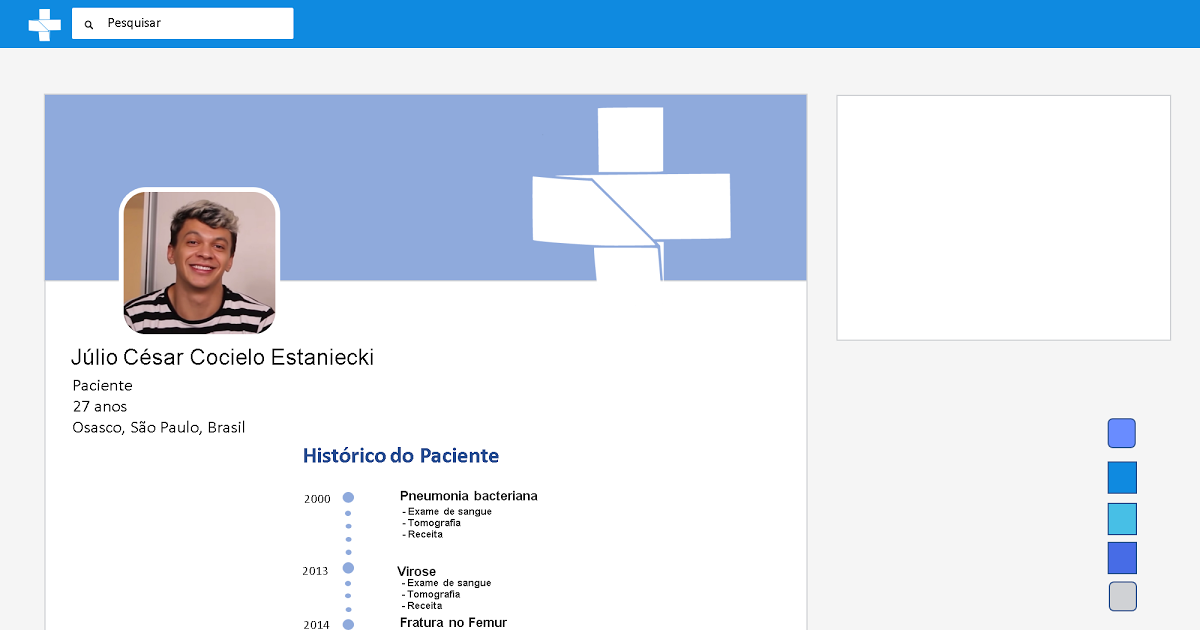 Pesquisar
Júlio César Cocielo Estaniecki
Paciente
27 anos
Osasco, São Paulo, Brasil
Histórico do Paciente
2000
Pneumonia bacteriana
- Exame de sangue
- Tomografia
- Receita
2013
Virose
- Exame de sangue
- Tomografia
- Receita
2014
Fratura no Femur